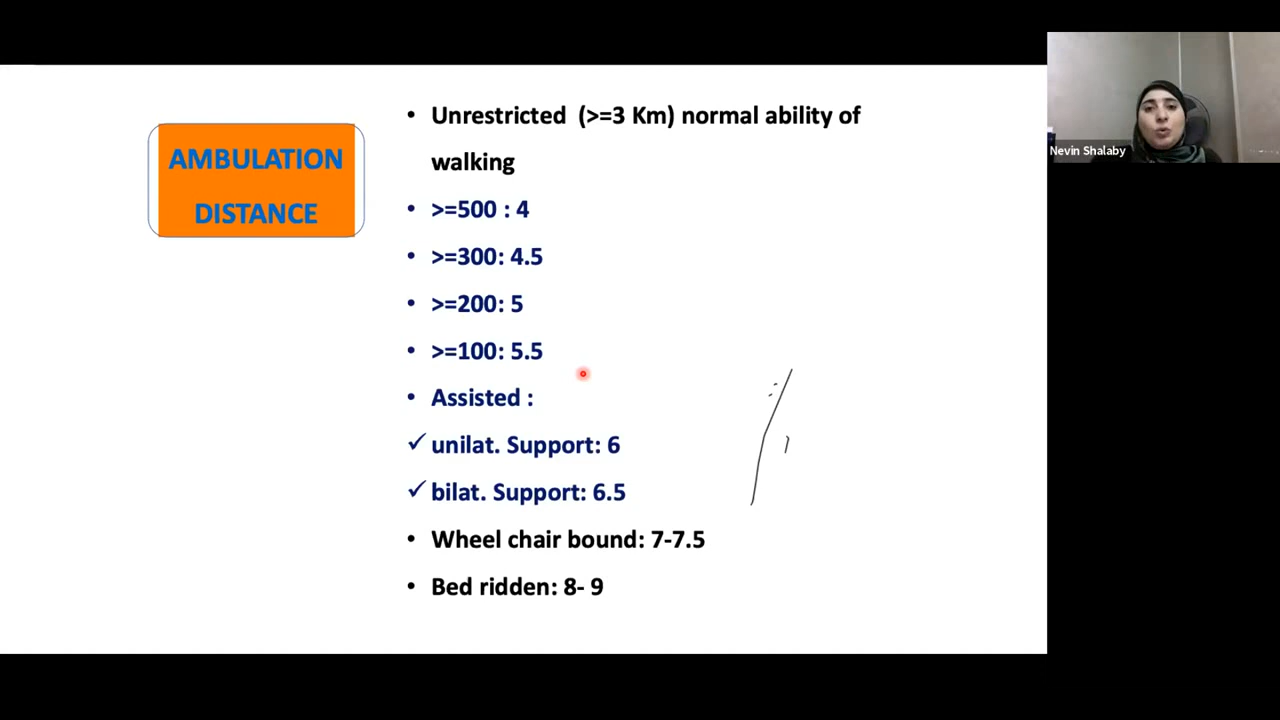 AMBULATION
DISTANCE
• Unrestricted (>=3 Km) normal ability of
walking
• >=500 : 4
• >=300: 4.5
• >=200: 5
• >=100: 5.5
• Assisted :
✓ unilat. Support: 6
✓ bilat. Support: 6.5
• Wheel chair bound: 7-7.5
• Bed ridden: 8- 9
Nevin Shalaby